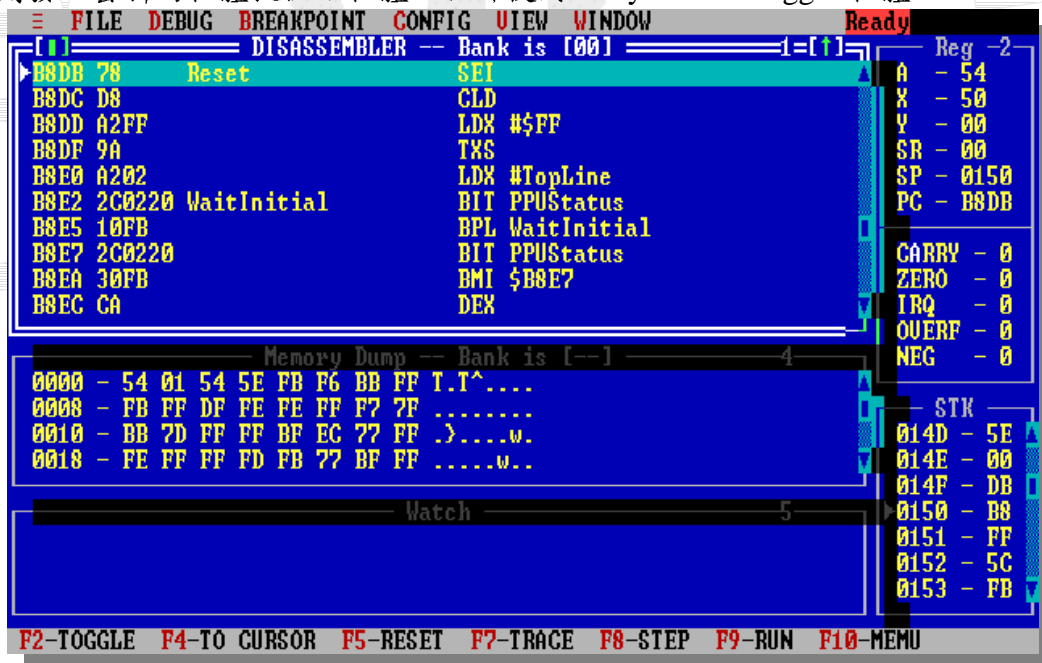 ≡ FILE DEBUG BREAKPOINT CONFIG VIEW WINDOW Ready
[▮] DISASSEMBLER -- Bank is [00] 1=[↑]
B8DB 78 Reset SEI
B8DC D8 CLD
B8DD A2FF LDX #$FF
B8DF 9A TXS
B8E0 A202 LDX #TopLine
B8E2 2C0220 WaitInitial BIT PPUStatus
B8E5 10FB BPL WaitInitial
B8E7 2C0220 BIT PPUStatus
B8EA 30FB BMI $B8E7
B8EC CA DEX
Reg -2-
A - 54
X - 50
Y - 00
SR - 00
SP - 0150
PC - B8DB
CARRY - 0
ZERO - 0
IRQ - 0
OVERF - 0
NEG - 0
Memory Dump -- Bank is [--] 4
0000 - 54 01 54 5E FB F6 BB FF T.T^....
0008 - FB FF DF FE FE FF F7 7F ........
0010 - BB 7D FF FF BF EC 77 FF .}....w.
0018 - FE FF FF FD FB 77 BF FF .....w..
STK
014D - 5E
014E - 00
014F - DB
0150 - B8
0151 - FF
0152 - 5C
0153 - FB
Watch 5
F2-TOGGLE F4-TO CURSOR F5-RESET F7-TRACE F8-STEP F9-RUN F10-MEMU